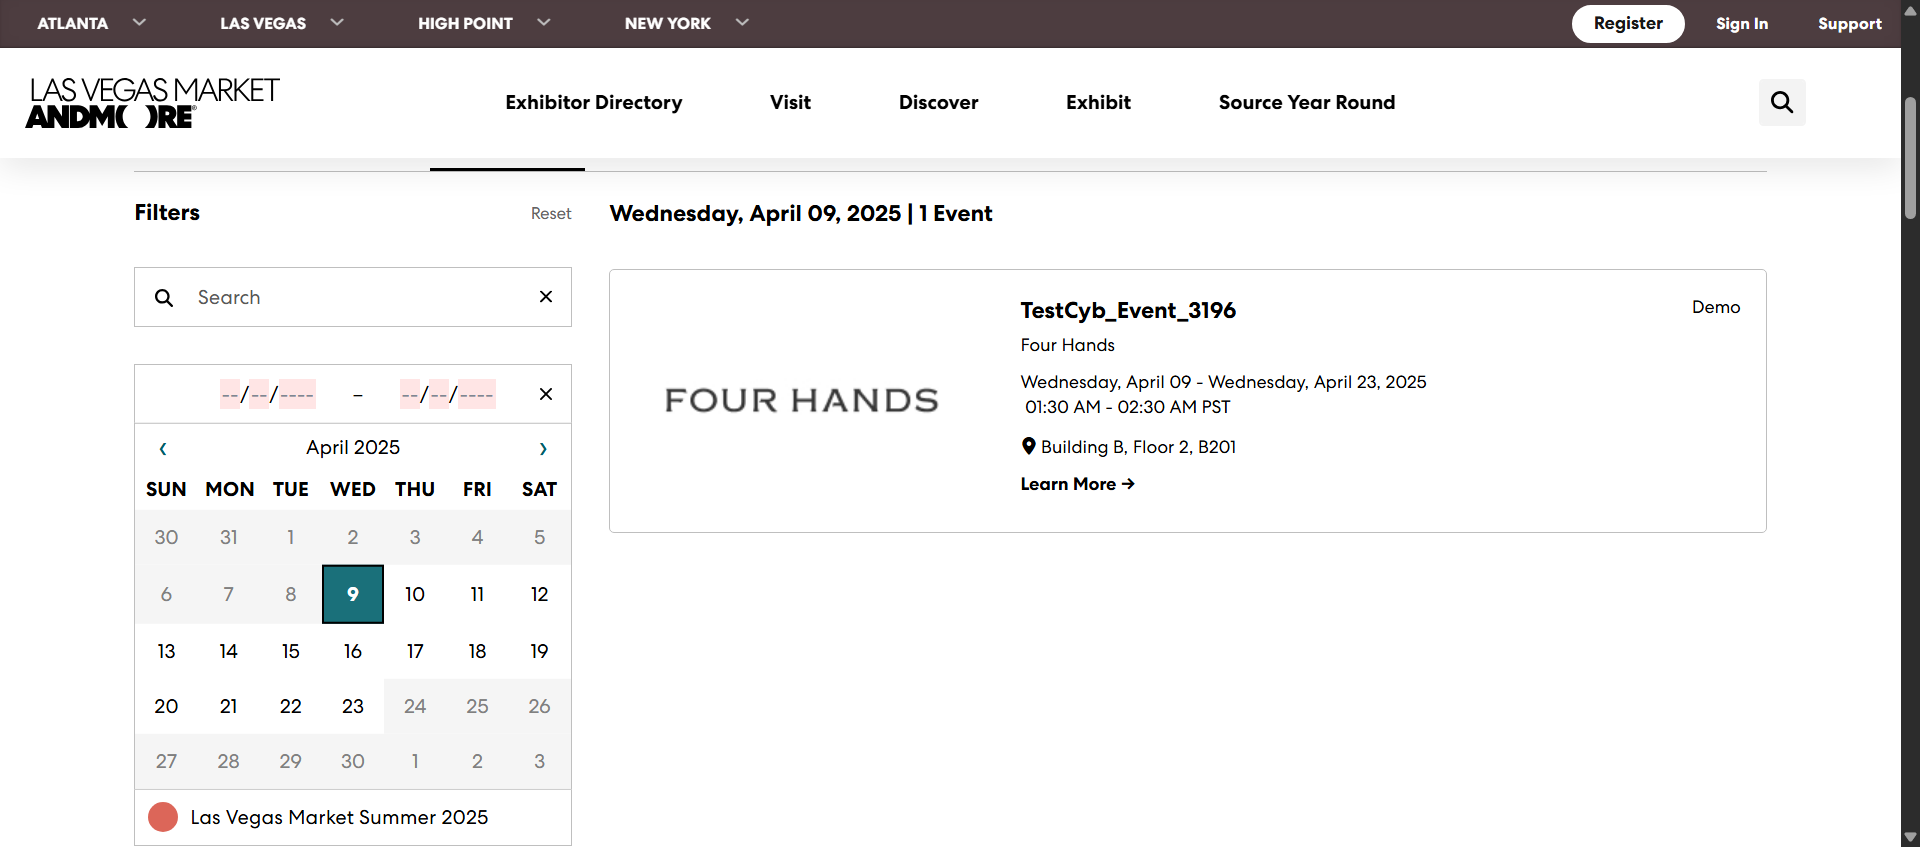 ATLANTA LAS VEGAS HIGH POINT NEW YORK Register Sign In Support
LAS VEGAS MARKET
ANDMORE®
Exhibitor Directory Visit Discover Exhibit Source Year Round
Filters Reset
Wednesday, April 09, 2025 | 1 Event
Search
--/--/---- – --/--/----
April 2025
SUN MON TUE WED THU FRI SAT
30 31 1 2 3 4 5
6 7 8 9 10 11 12
13 14 15 16 17 18 19
20 21 22 23 24 25 26
27 28 29 30 1 2 3
Las Vegas Market Summer 2025
FOUR HANDS
TestCyb_Event_3196
Demo
Four Hands
Wednesday, April 09 - Wednesday, April 23, 2025
01:30 AM - 02:30 AM PST
Building B, Floor 2, B201
Learn More →